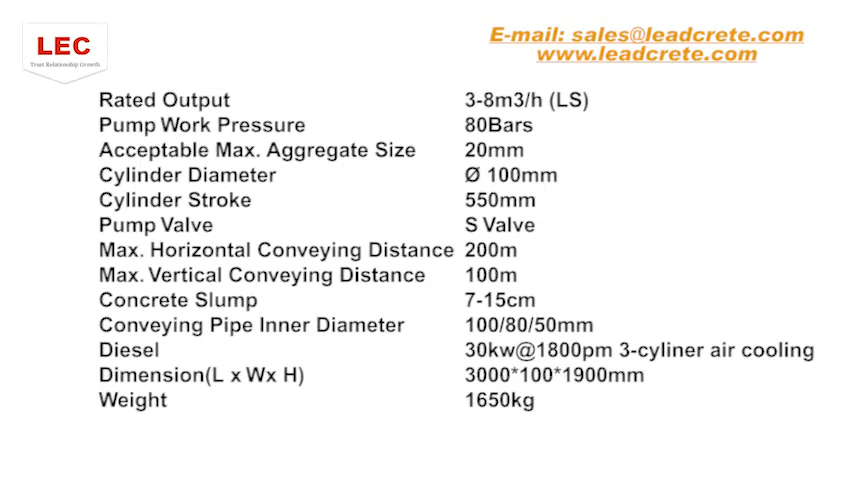 LEC
Trust Relationship Growth
E-mail: sales@leadcrete.com
www.leadcrete.com
Rated Output 3-8m3/h (LS)
Pump Work Pressure 80Bars
Acceptable Max. Aggregate Size 20mm
Cylinder Diameter Ø 100mm
Cylinder Stroke 550mm
Pump Valve S Valve
Max. Horizontal Conveying Distance 200m
Max. Vertical Conveying Distance 100m
Concrete Slump 7-15cm
Conveying Pipe Inner Diameter 100/80/50mm
Diesel 30kw@1800pm 3-cyliner air cooling
Dimension(L x Wx H) 3000*100*1900mm
Weight 1650kg